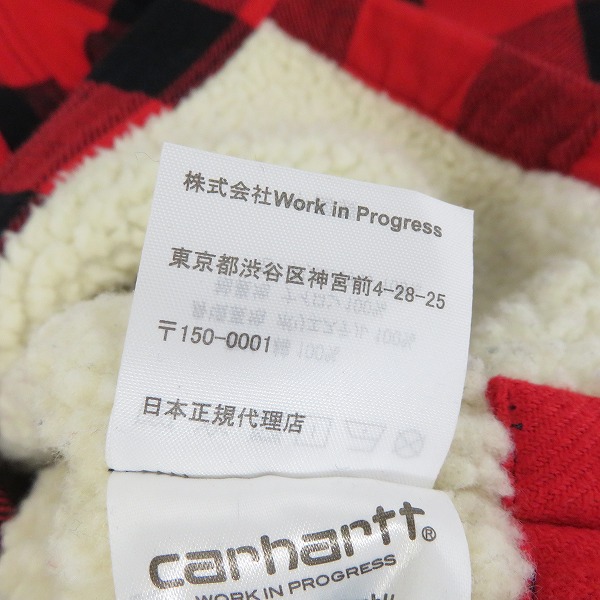 株式会社Work in Progress
東京都渋谷区神宮前4-28-25
〒150-0001
日本正規代理店
carhartt®
WORK IN PROGRESS